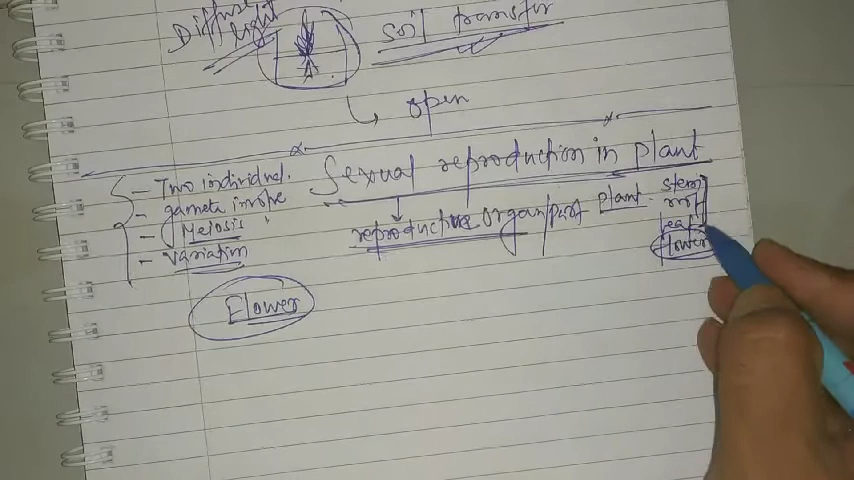 Diffuse
light
soil transfer
open
Sexual reproduction in plant
- Two individual.
- gamete involve
- Meiosis
- variation
reproductive organ/part
plant - stem
root
leaf
flower
Flower